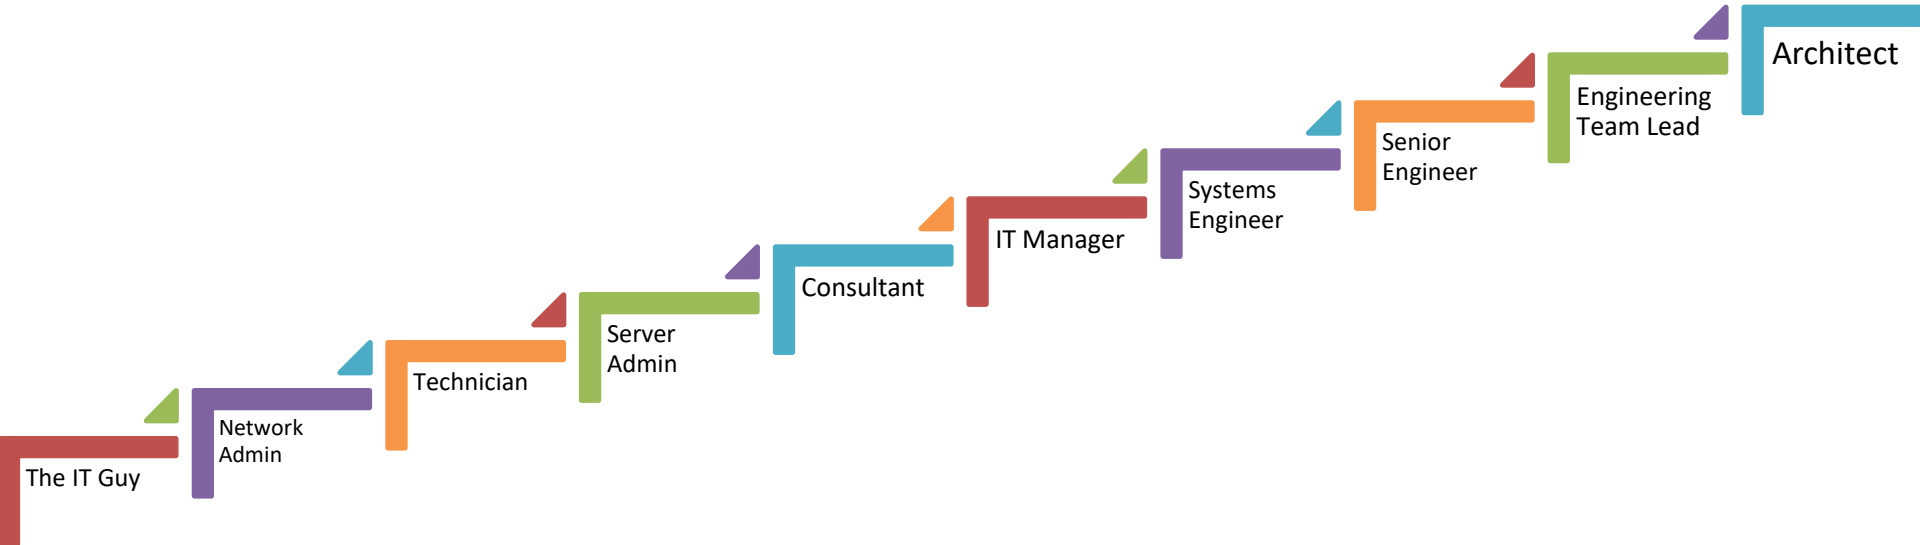 The IT Guy
Network
Admin
Technician
Server
Admin
Consultant
IT Manager
Systems
Engineer
Senior
Engineer
Engineering
Team Lead
Architect